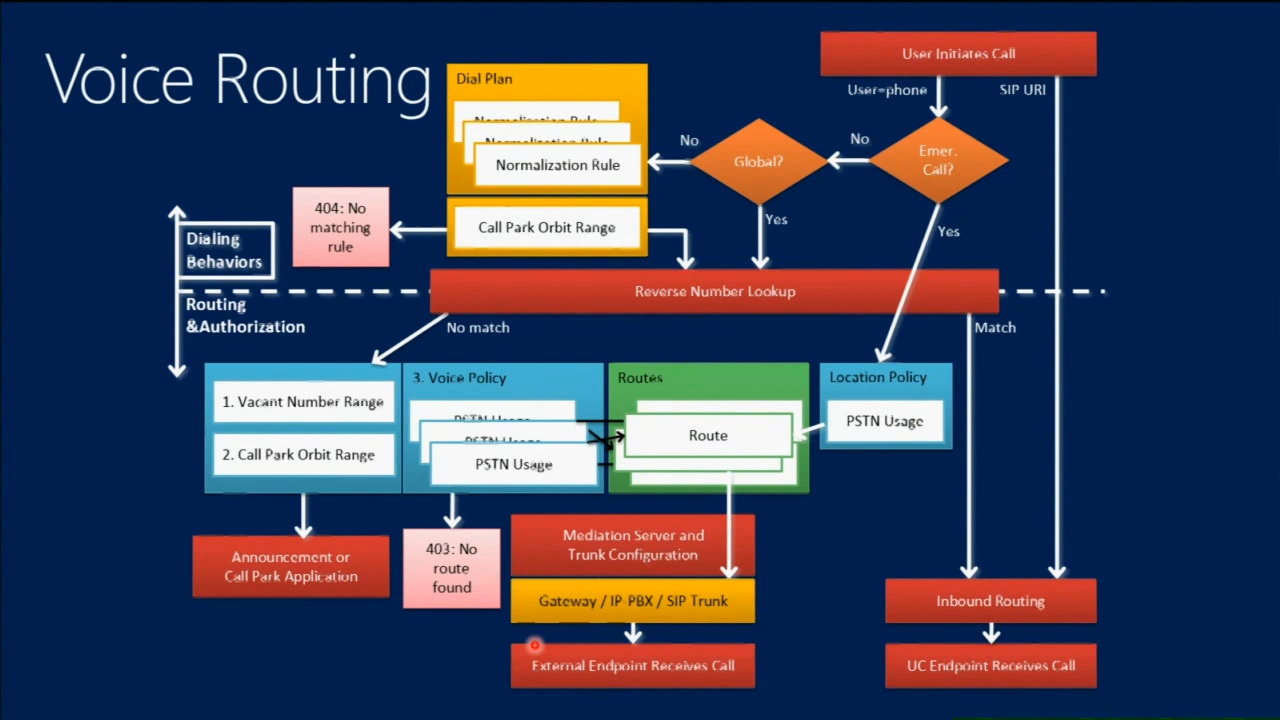 Voice Routing
User Initiates Call
Dial Plan
User=phone
SIP URI
Normalization Rule
Normalization Rule
Normalization Rule
No
No
Global?
Emer.
Call?
404: No
matching
rule
Call Park Orbit Range
Yes
Yes
Dialing
Behaviors
Reverse Number Lookup
Routing
&Authorization
No match
Match
3. Voice Policy
Routes
Location Policy
1. Vacant Number Range
PSTN Usage
PSTN Usage
PSTN Usage
Route
PSTN Usage
2. Call Park Orbit Range
Mediation Server and
Trunk Configuration
Announcement or
Call Park Application
403: No
route
found
Gateway / IP-PBX / SIP Trunk
Inbound Routing
External Endpoint Receives Call
UC Endpoint Receives Call